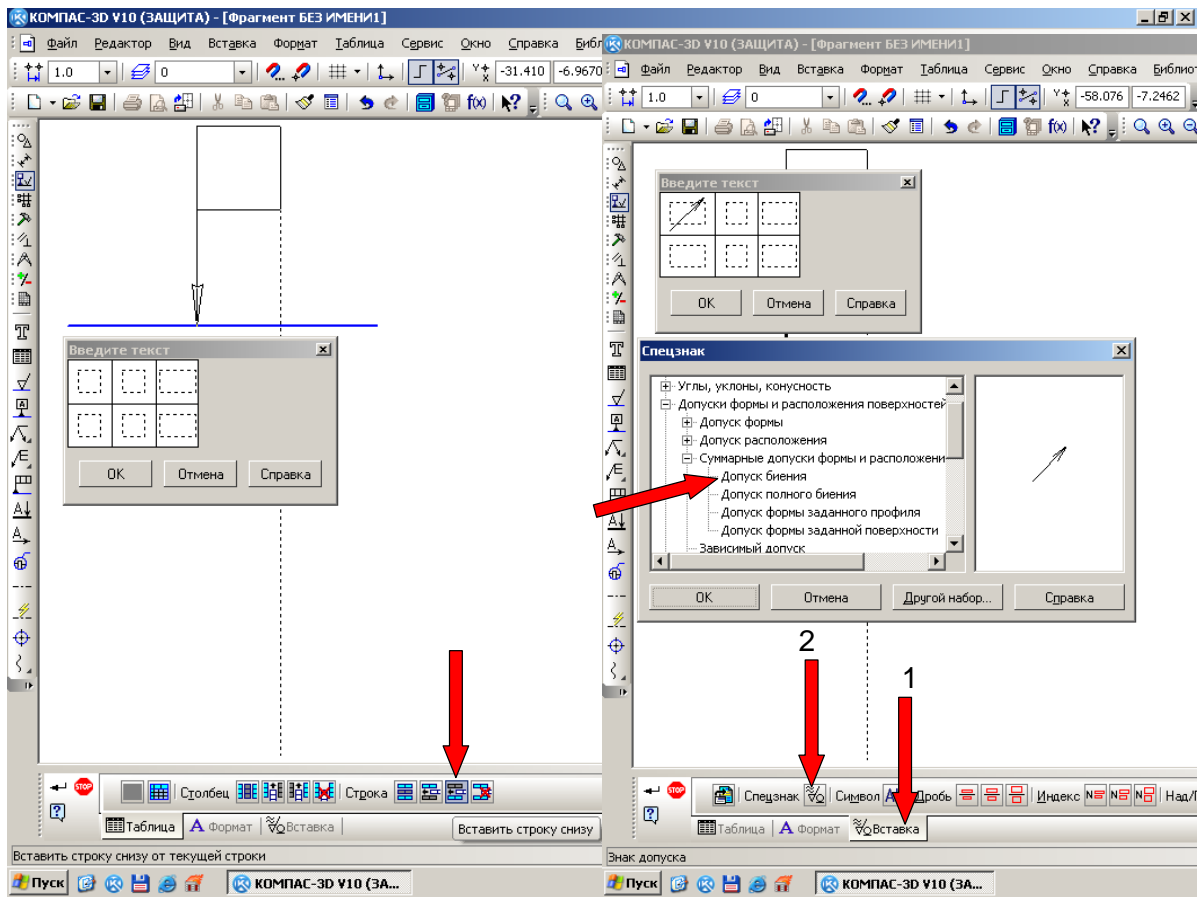 КОМПАС-3D V10 (ЗАЩИТА) - [Фрагмент БЕЗ ИМЕНИ1]
Файл Редактор Вид Вставка Формат Таблица Сервис Окно Справка Библ
1.0 0 -31.410 -6.9670
Введите текст
OK Отмена Справка
Столбец Строка
Таблица Формат Вставка
Вставить строку снизу
Вставить строку снизу от текущей строки
Пуск КОМПАС-3D V10 (ЗА...
КОМПАС-3D V10 (ЗАЩИТА) - [Фрагмент БЕЗ ИМЕНИ1]
Файл Редактор Вид Вставка Формат Таблица Сервис Окно Справка Библиот
1.0 0 -58.076 -7.2462
Введите текст
OK Отмена Справка
Спецзнак
Углы, уклоны, конусность
Допуски формы и расположения поверхностей
Допуск формы
Допуск расположения
Суммарные допуски формы и расположени
Допуск биения
Допуск полного биения
Допуск формы заданного профиля
Допуск формы заданной поверхности
Зависимый допуск
OK Отмена Другой набор... Справка
2
1
Спецзнак Символ Дробь Индекс Над/П
Таблица Формат Вставка
Знак допуска
Пуск КОМПАС-3D V10 (ЗА...